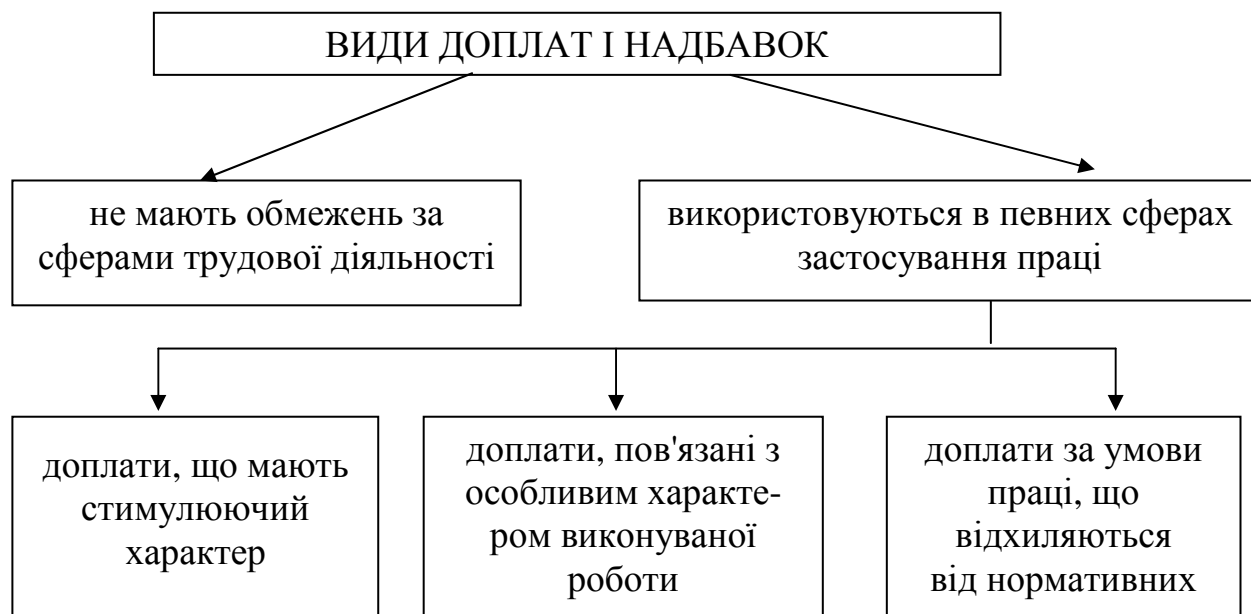 ВИДИ ДОПЛАТ І НАДБАВОК
не мають обмежень за
сферами трудової діяльності
використовуються в певних сферах
застосування праці
доплати, що мають
стимулюючий
характер
доплати, пов'язані з
особливим характе-
ром виконуваної
роботи
доплати за умови
праці, що
відхиляються
від нормативних